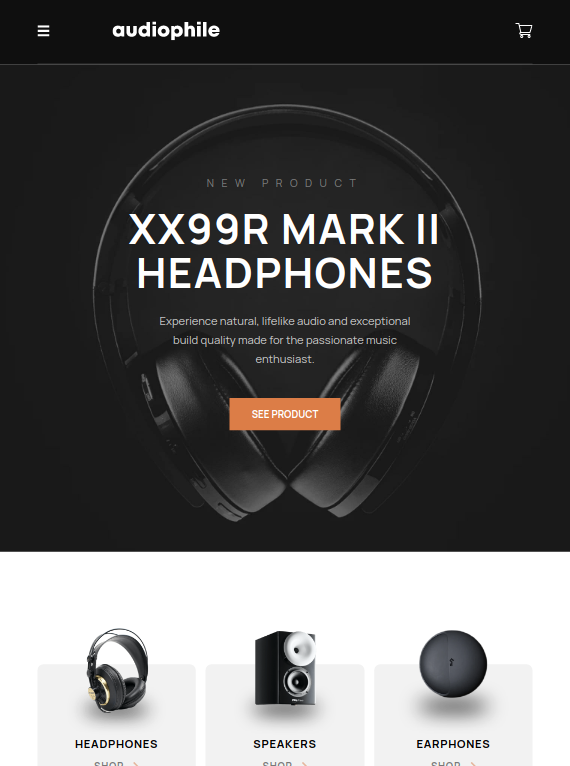 audiophile
NEW PRODUCT
XX99R MARK II
HEADPHONES
Experience natural, lifelike audio and exceptional
build quality made for the passionate music
enthusiast.
SEE PRODUCT
HEADPHONES
SPEAKERS
EARPHONES
SHOP
SHOP
SHOP